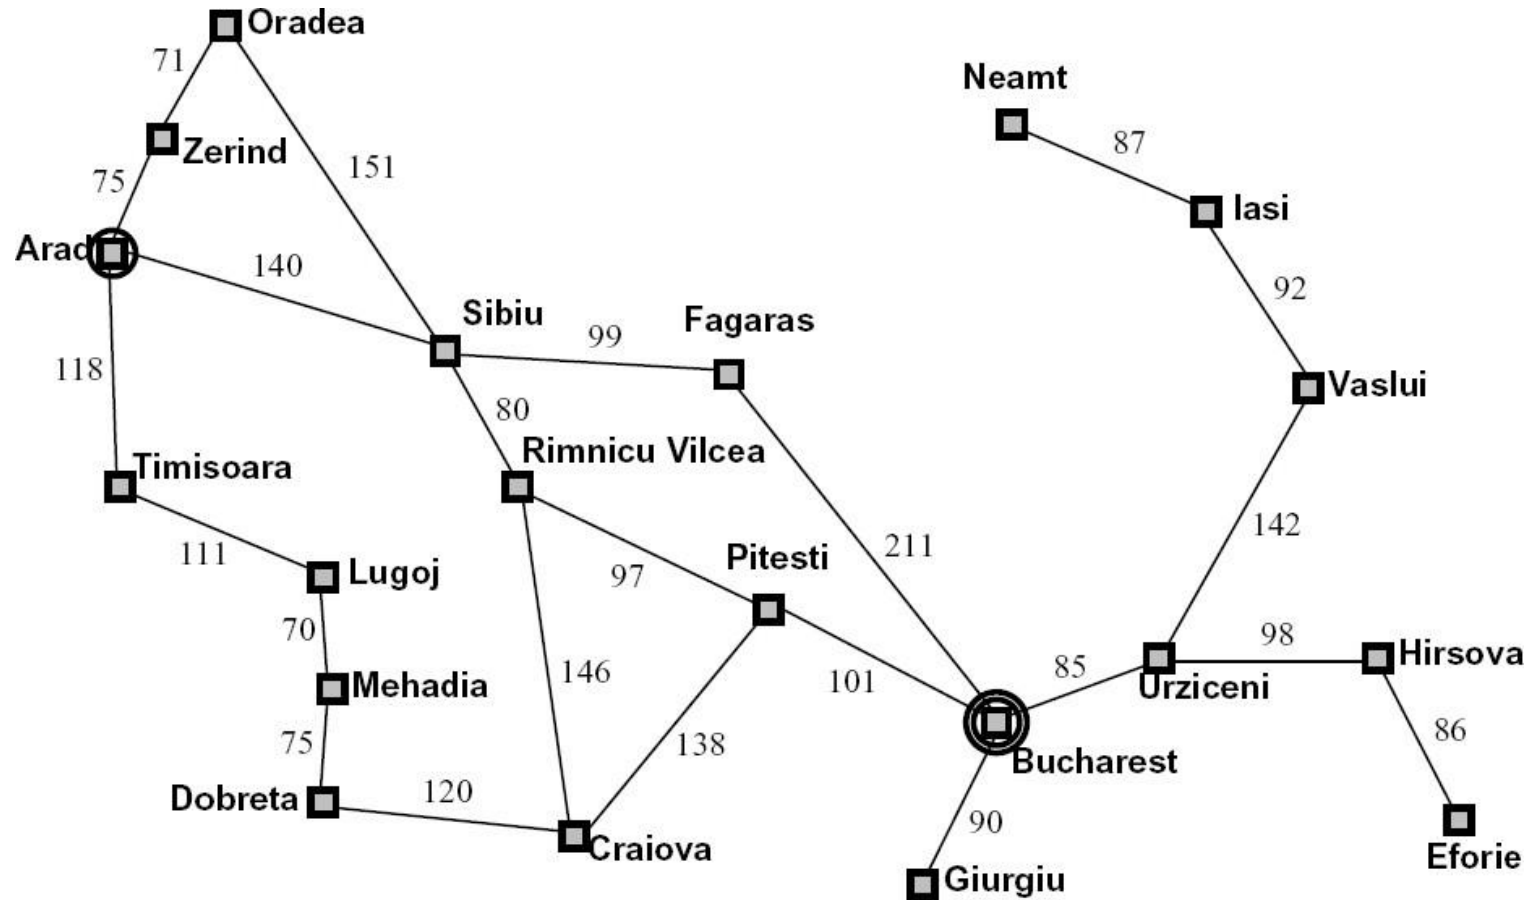 Oradea
71
Neamt
87
Zerind
151
75
Iasi
Arad
140
92
Sibiu
Fagaras
99
118
Vaslui
80
Rimnicu Vilcea
Timisoara
142
211
111
Pitesti
Lugoj
97
70
98
Hirsova
85
146
Urziceni
Mehadia
101
75
138
86
Bucharest
Dobreta
120
90
Craiova
Eforie
Giurgiu